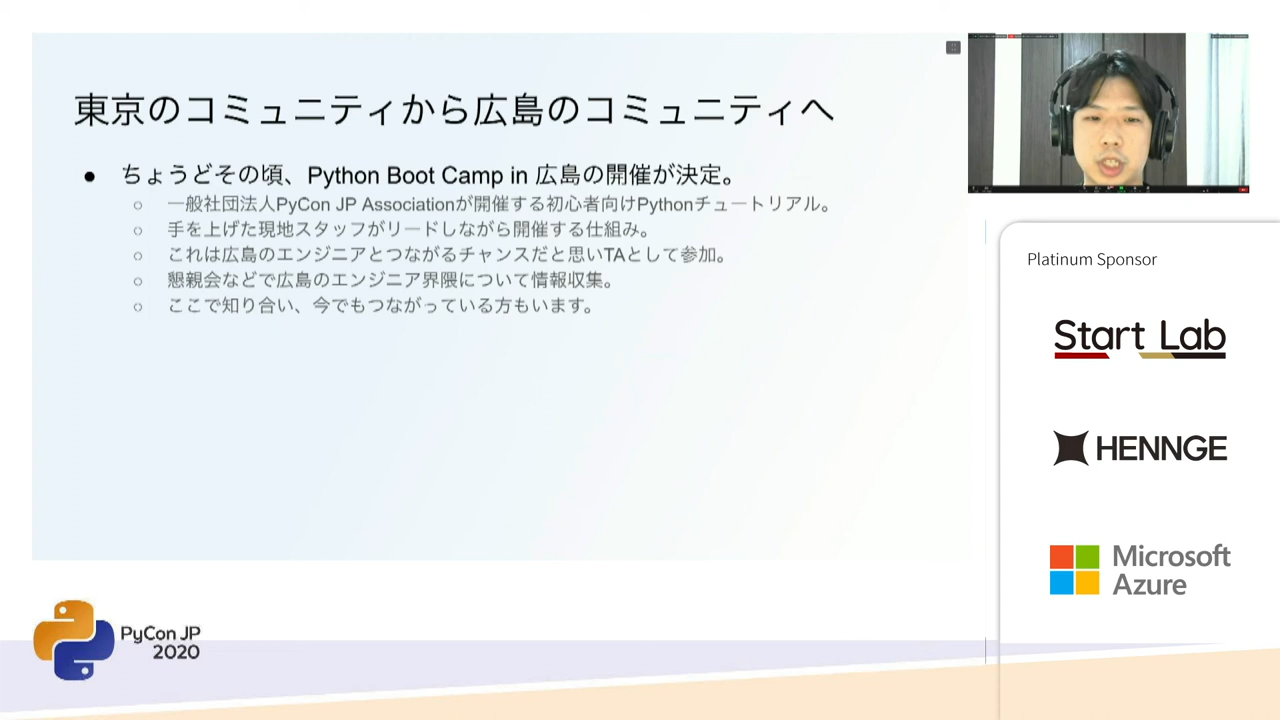 東京のコミュニティから広島のコミュニティへ
● ちょうどその頃、Python Boot Camp in 広島の開催が決定。
○ 一般社団法人PyCon JP Associationが開催する初心者向けPythonチュートリアル。
○ 手を上げた現地スタッフがリードしながら開催する仕組み。
○ これは広島のエンジニアとつながるチャンスだと思いTAとして参加。
○ 懇親会などで広島のエンジニア界隈について情報収集。
○ ここで知り合い、今でもつながっている方もいます。
Platinum Sponsor
Start Lab
HENNGE
Microsoft
Azure
PyCon JP
2020